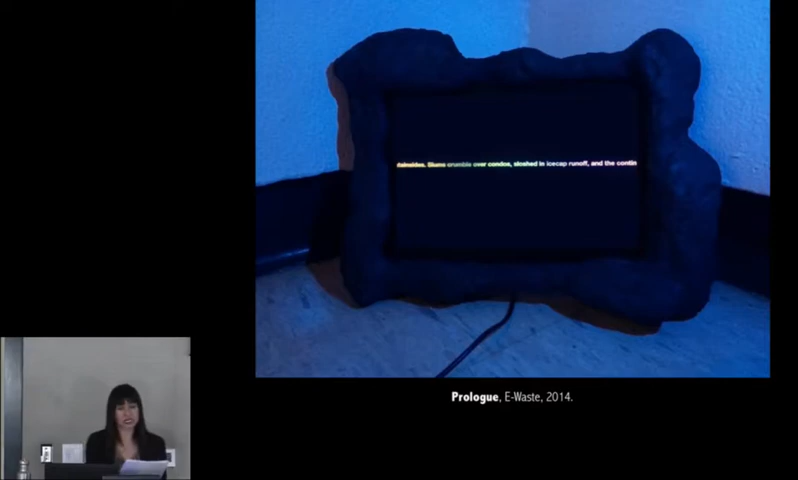 . Slums crumble over condos, sloshed in icecap runoff, and the contin
Prologue, E-Waste, 2014.